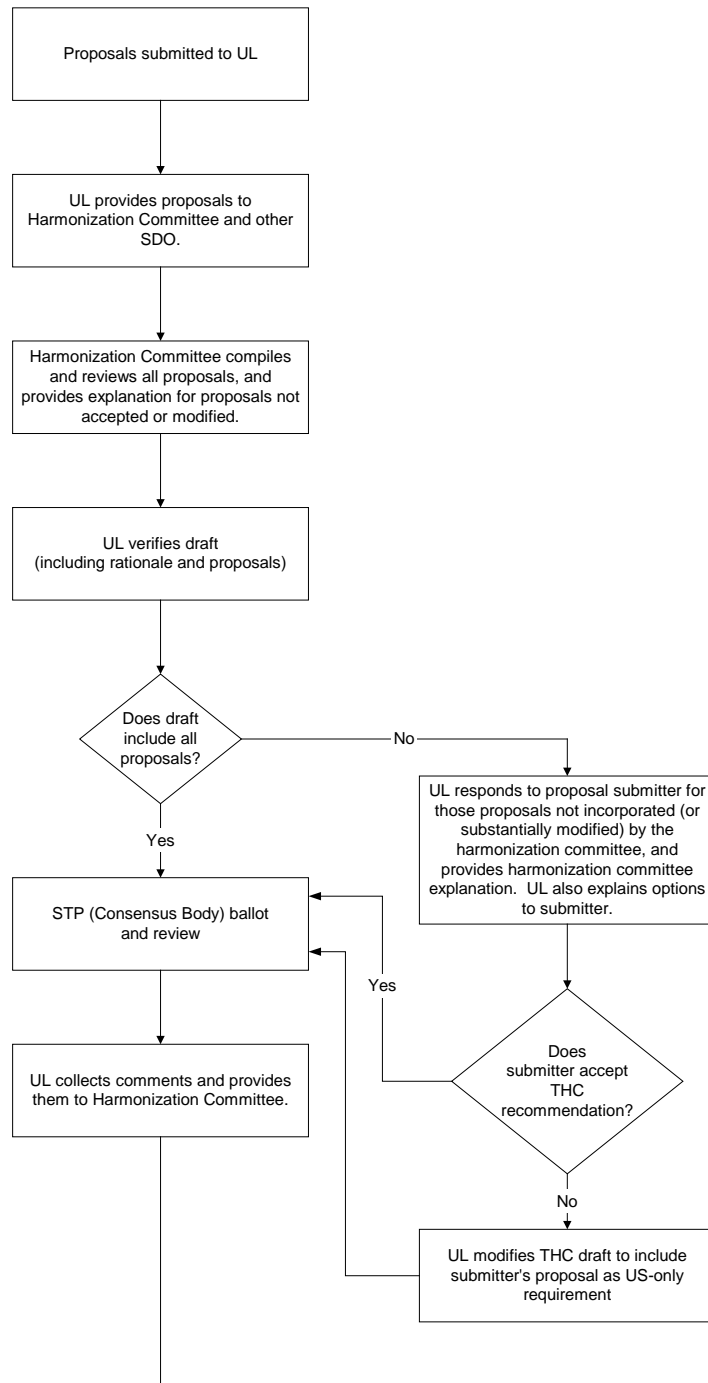 Proposals submitted to UL
UL provides proposals to
Harmonization Committee and other
SDO.
Harmonization Committee compiles
and reviews all proposals, and
provides explanation for proposals not
accepted or modified.
UL verifies draft
(including rationale and proposals)
Does draft
include all
proposals?
No
Yes
UL responds to proposal submitter for
those proposals not incorporated (or
substantially modified) by the
harmonization committee, and
provides harmonization committee
explanation.  UL also explains options
to submitter.
STP (Consensus Body) ballot
and review
Yes
Does
submitter accept
THC
recommendation?
UL collects comments and provides
them to Harmonization Committee.
No
UL modifies THC draft to include
submitter's proposal as US-only
requirement